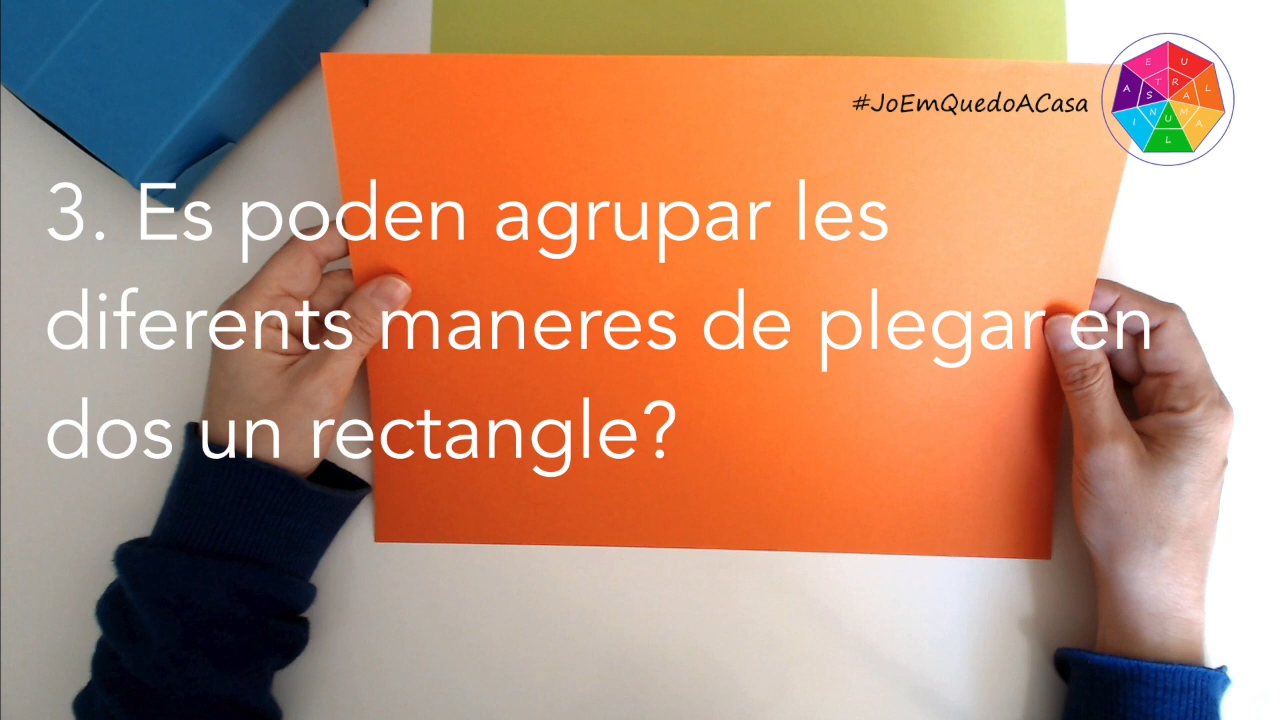 #JoEmQuedoACasa
3. Es poden agrupar les
diferents maneres de plegar en
dos un rectangle?